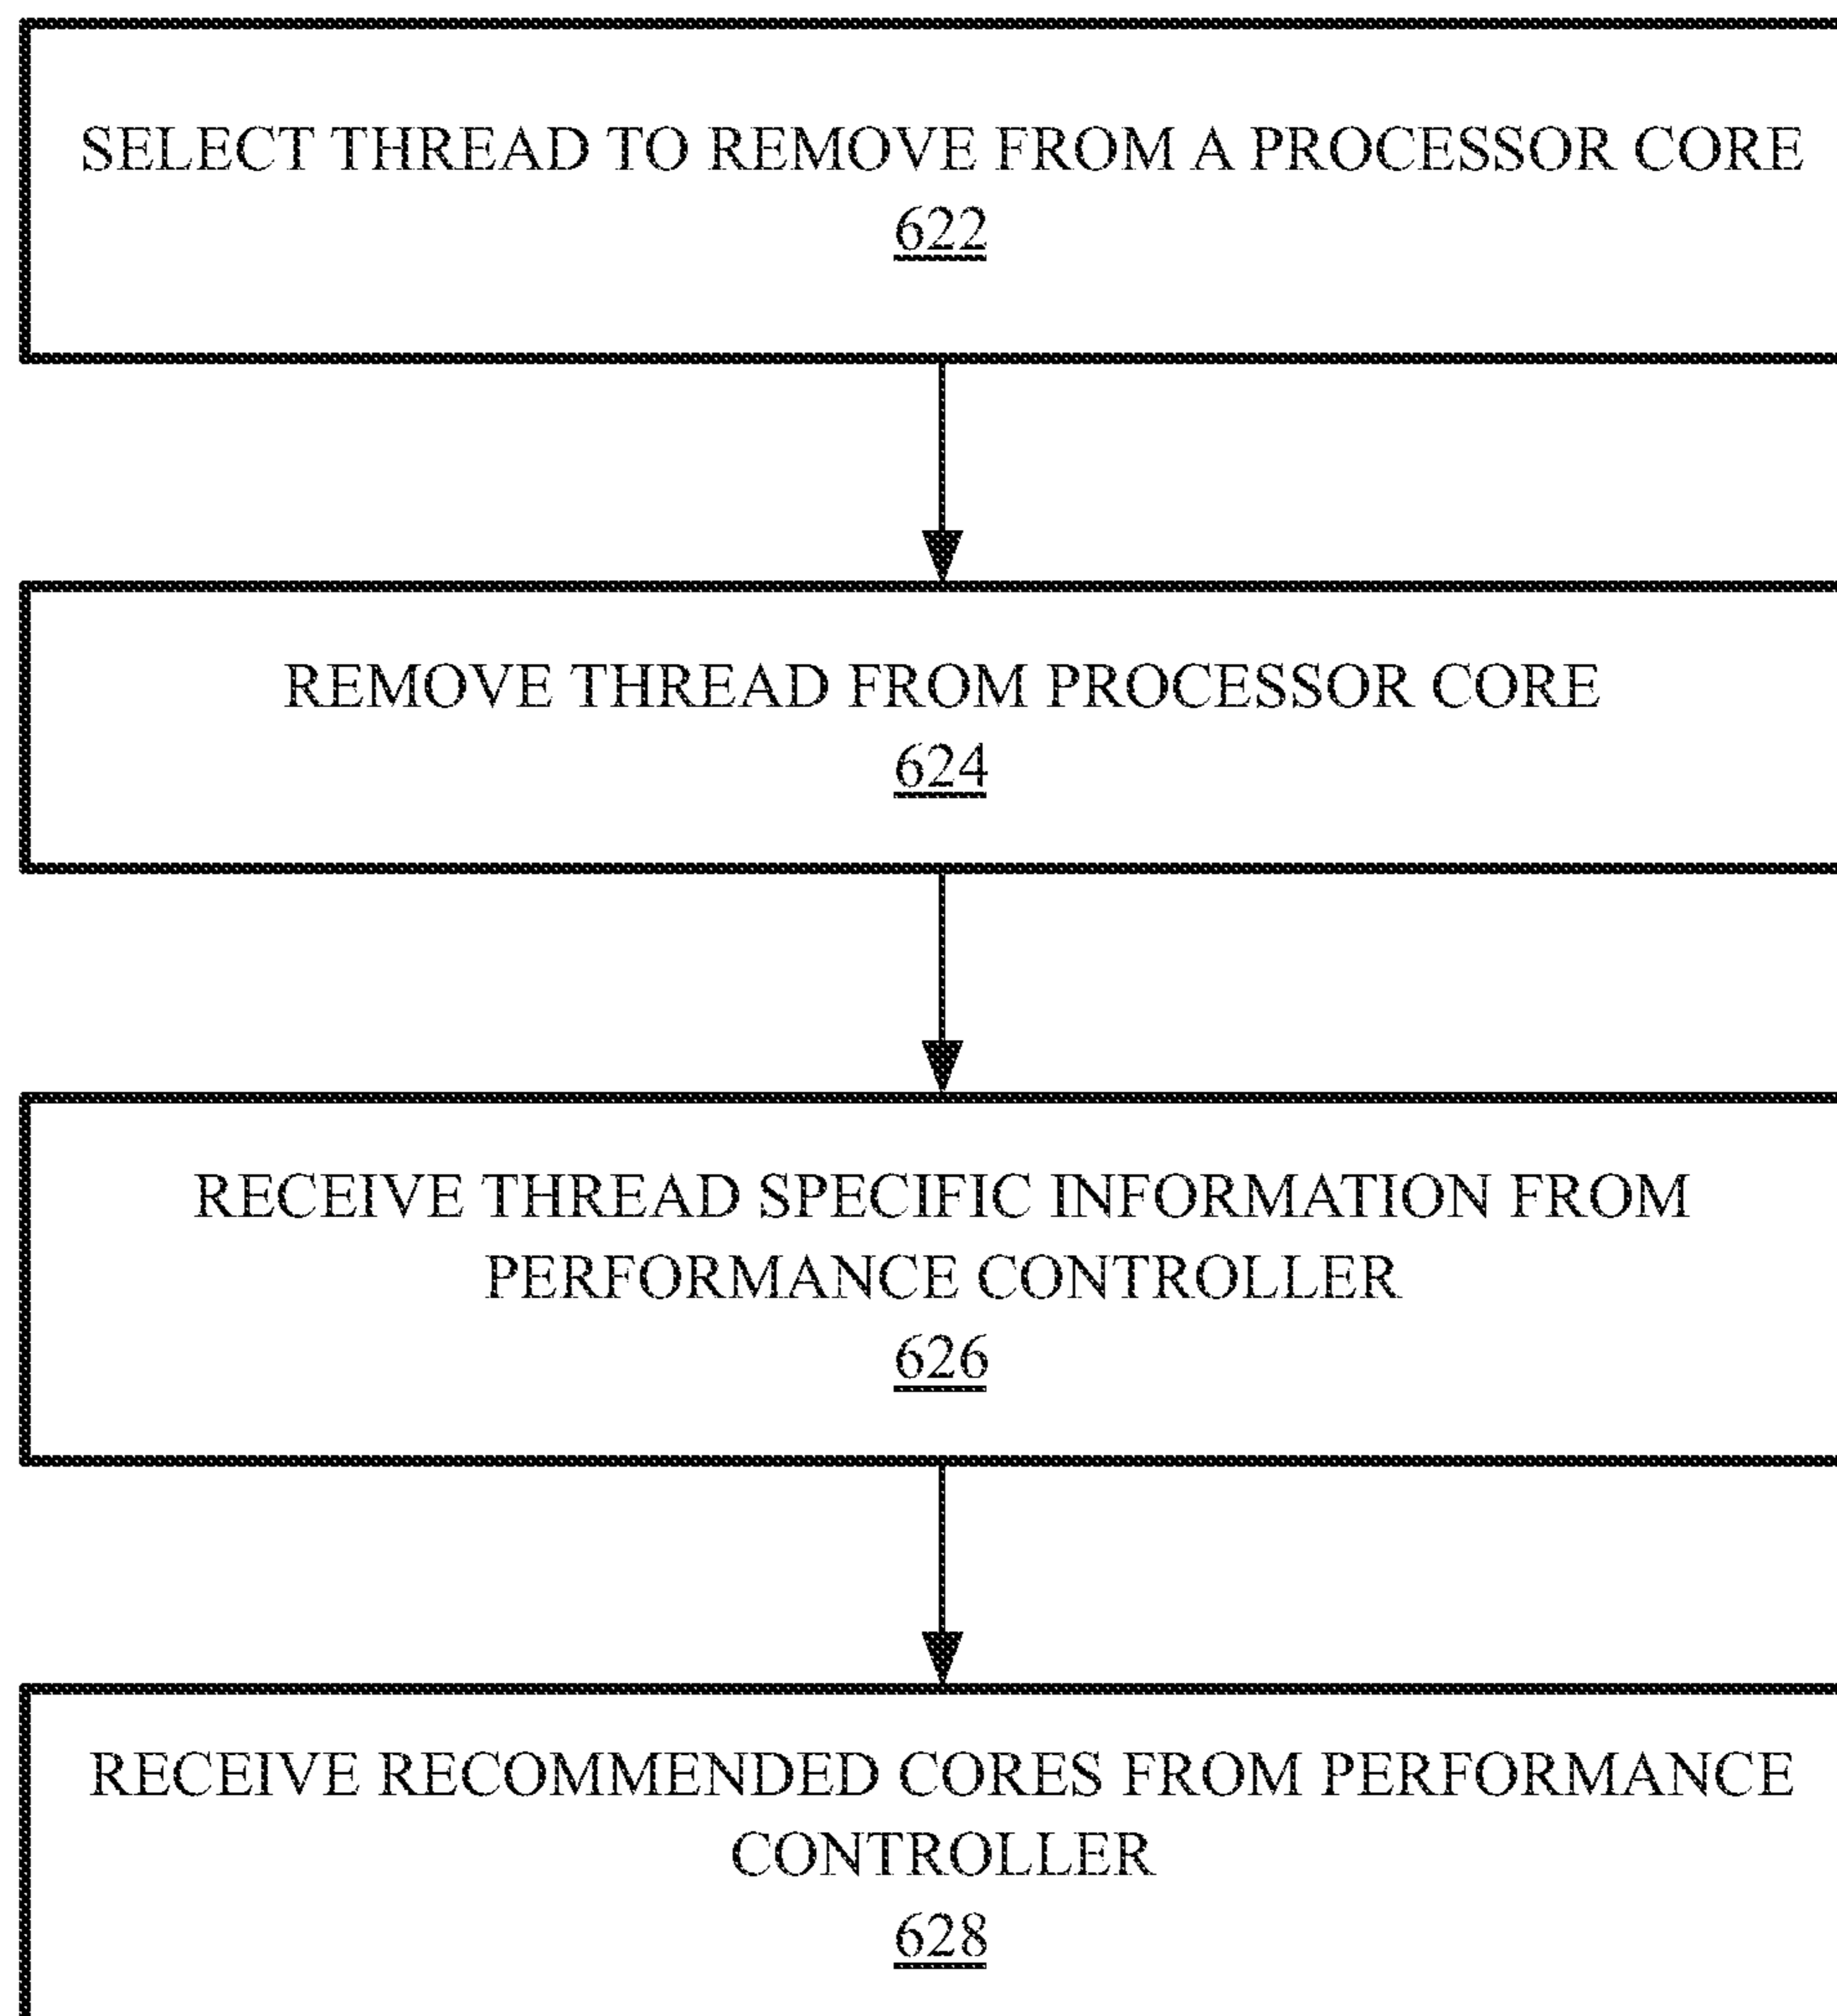 SELECT THREAD TO REMOVE FROM A PROCESSOR CORE
622
REMOVE THREAD FROM PROCESSOR CORE
624
RECEIVE THREAD SPECIFIC INFORMATION FROM
PERFORMANCE CONTROLLER
626
RECEIVE RECOMMENDED CORES FROM PERFORMANCE
CONTROLLER
628